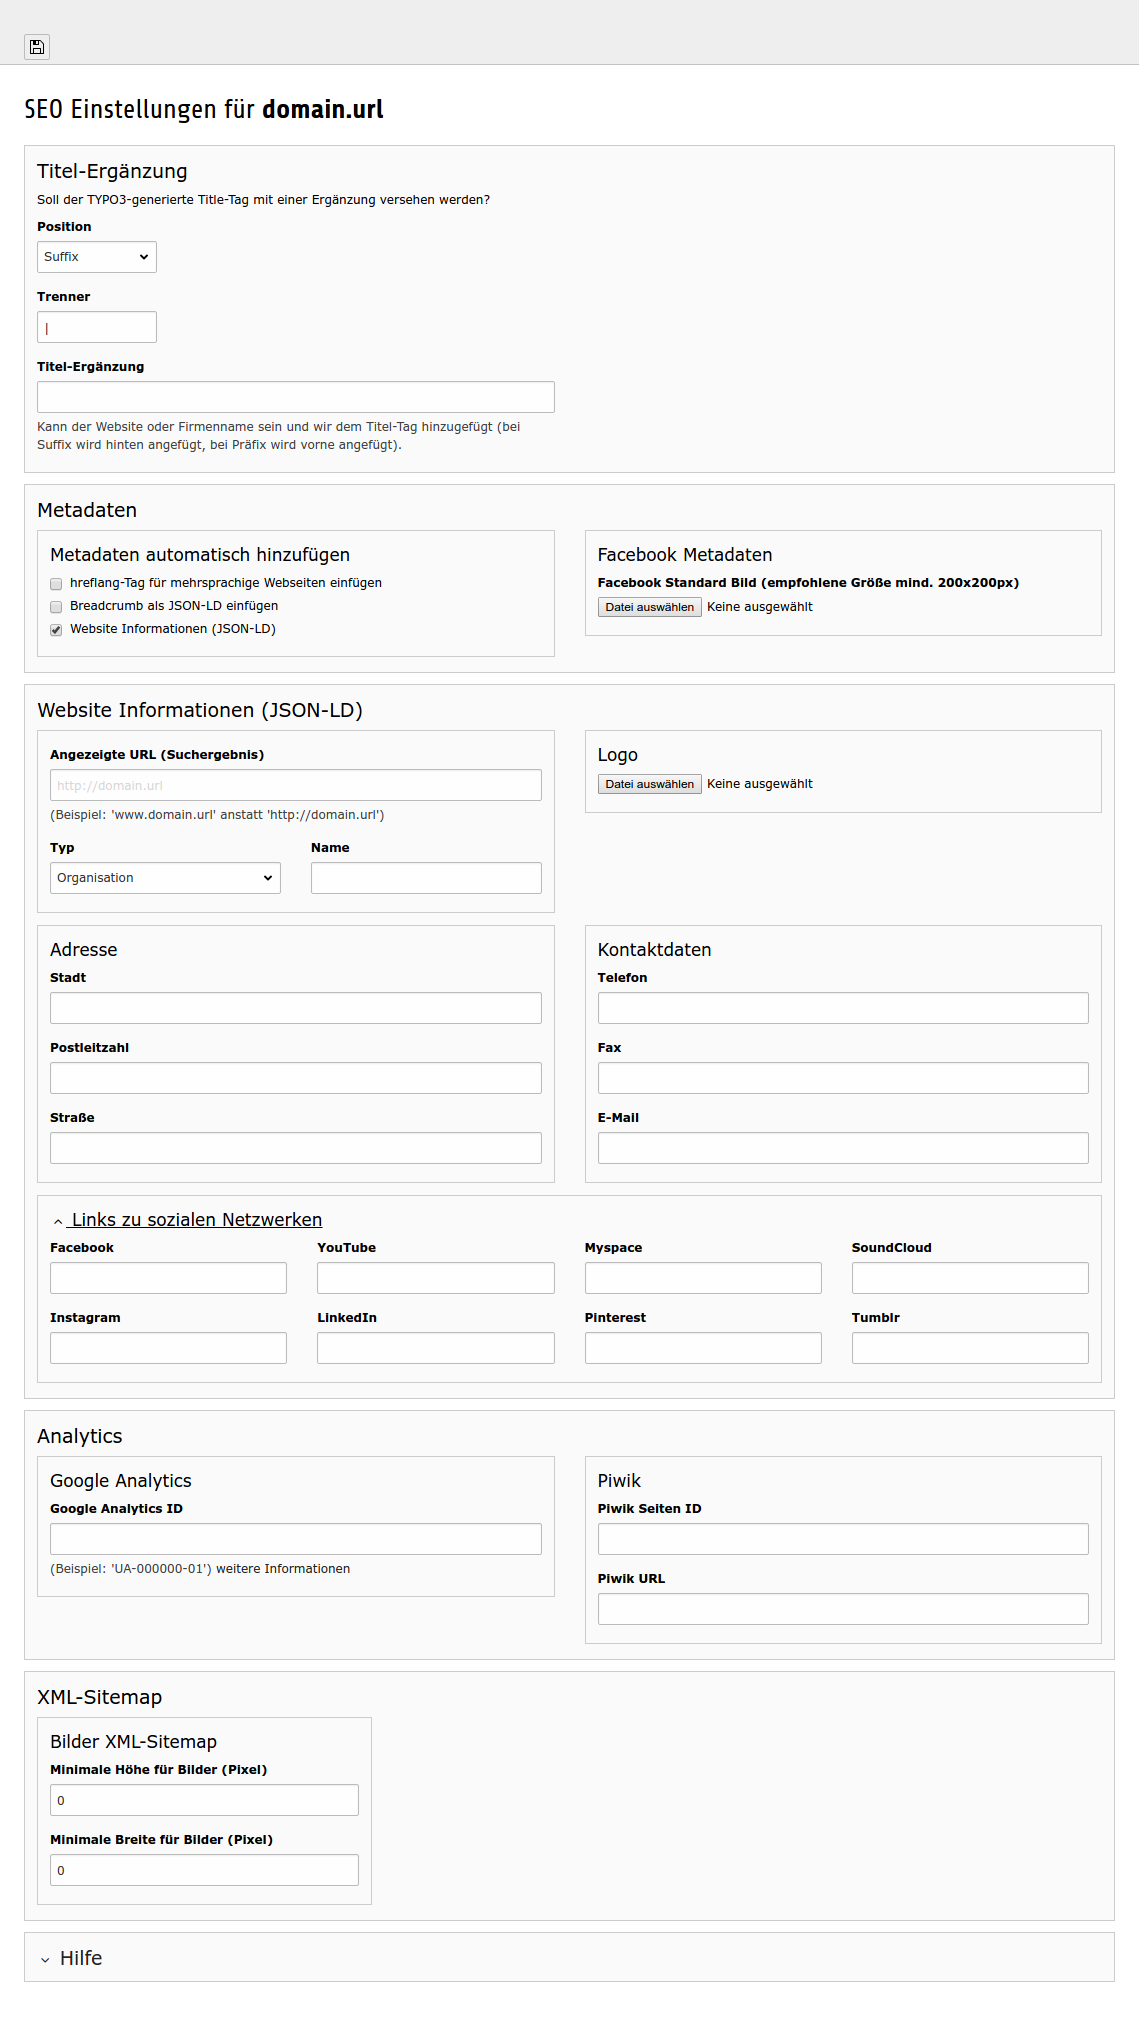 SEO Einstellungen für domain.url
Titel-Ergänzung
Soll der TYPO3-generierte Title-Tag mit einer Ergänzung versehen werden?
Position
Suffix
Trenner
|
Titel-Ergänzung
Kann der Website oder Firmenname sein und wir dem Titel-Tag hinzugefügt (bei
Suffix wird hinten angefügt, bei Präfix wird vorne angefügt).
Metadaten
Metadaten automatisch hinzufügen
hreflang-Tag für mehrsprachige Webseiten einfügen
Breadcrumb als JSON-LD einfügen
Website Informationen (JSON-LD)
Facebook Metadaten
Facebook Standard Bild (empfohlene Größe mind. 200x200px)
Datei auswählen Keine ausgewählt
Website Informationen (JSON-LD)
Angezeigte URL (Suchergebnis)
http://domain.url
(Beispiel: 'www.domain.url' anstatt 'http://domain.url')
Typ Name
Organisation
Logo
Datei auswählen Keine ausgewählt
Adresse
Stadt
Postleitzahl
Straße
Kontaktdaten
Telefon
Fax
E-Mail
Links zu sozialen Netzwerken
Facebook YouTube Myspace SoundCloud
Instagram LinkedIn Pinterest Tumblr
Analytics
Google Analytics
Google Analytics ID
(Beispiel: 'UA-000000-01') weitere Informationen
Piwik
Piwik Seiten ID
Piwik URL
XML-Sitemap
Bilder XML-Sitemap
Minimale Höhe für Bilder (Pixel)
0
Minimale Breite für Bilder (Pixel)
0
Hilfe